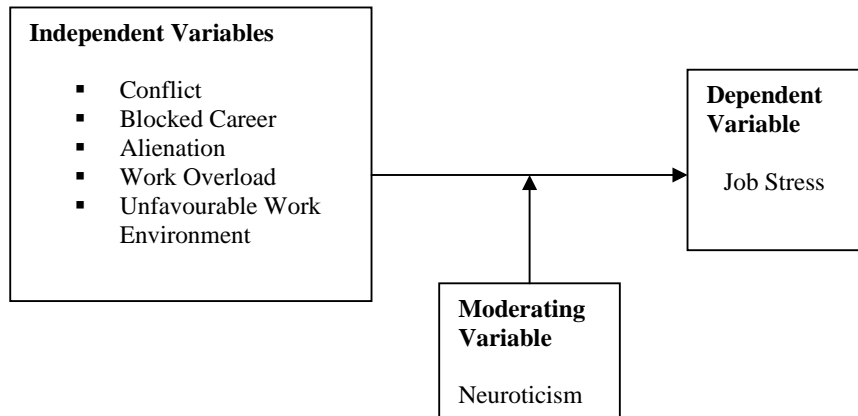 Independent Variables
▪ Conflict
▪ Blocked Career
▪ Alienation
▪ Work Overload
▪ Unfavourable Work
Environment
Dependent
Variable
Job Stress
Moderating
Variable
Neuroticism